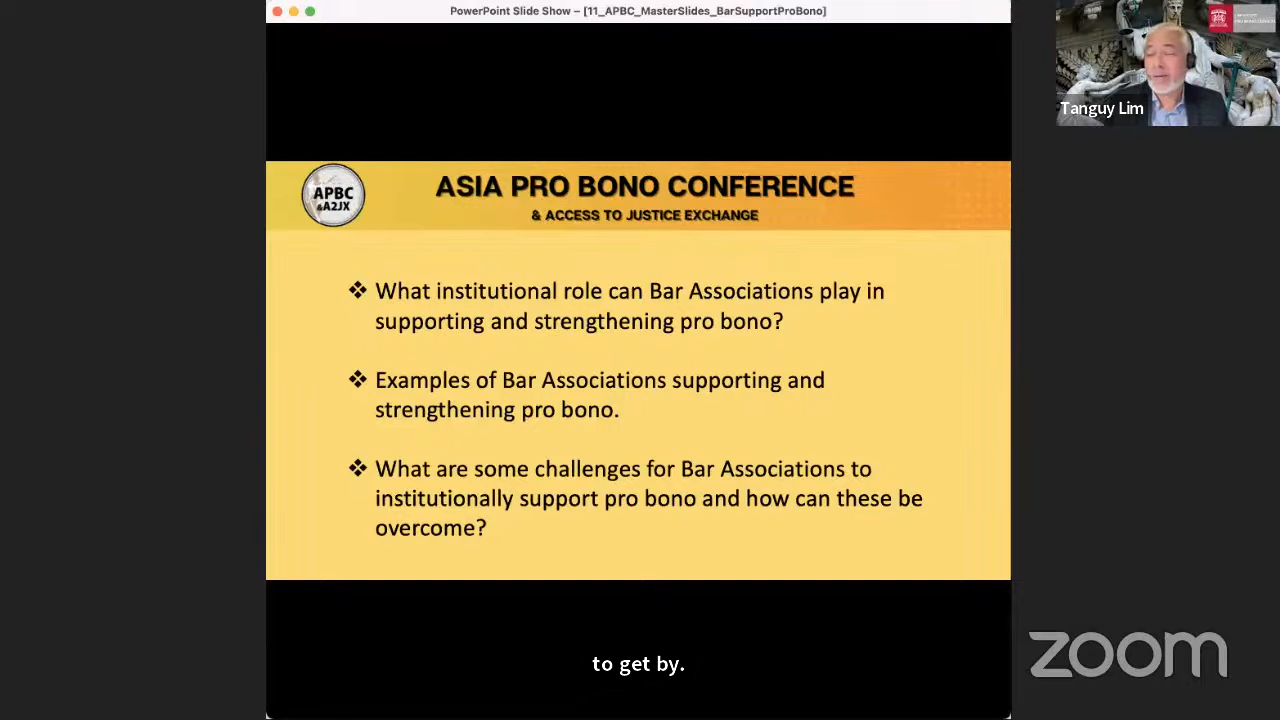 PowerPoint Slide Show – [11_APBC_MasterSlides_BarSupportProBono]
Tanguy Lim
APBC
&A2JX
ASIA PRO BONO CONFERENCE
& ACCESS TO JUSTICE EXCHANGE
❖ What institutional role can Bar Associations play in
supporting and strengthening pro bono?
❖ Examples of Bar Associations supporting and
strengthening pro bono.
❖ What are some challenges for Bar Associations to
institutionally support pro bono and how can these be
overcome?
to get by.
zoom